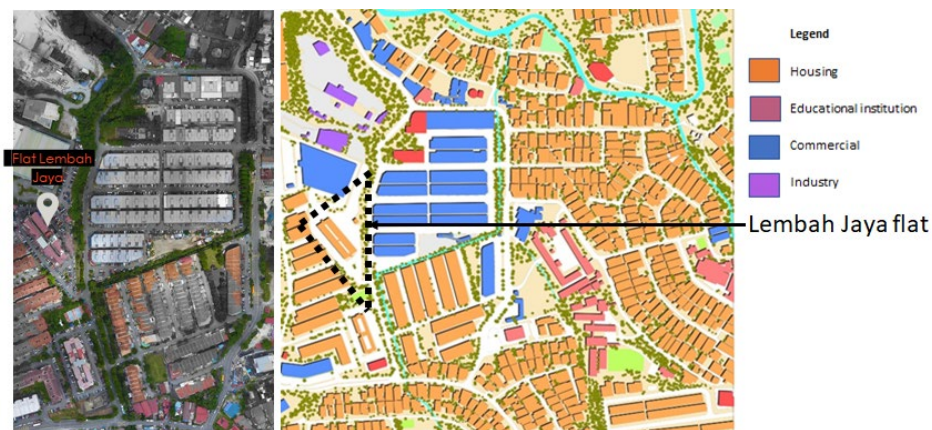 Flat Lembah
Jaya
Legend
Housing
Educational institution
Commercial
Industry
Lembah Jaya flat